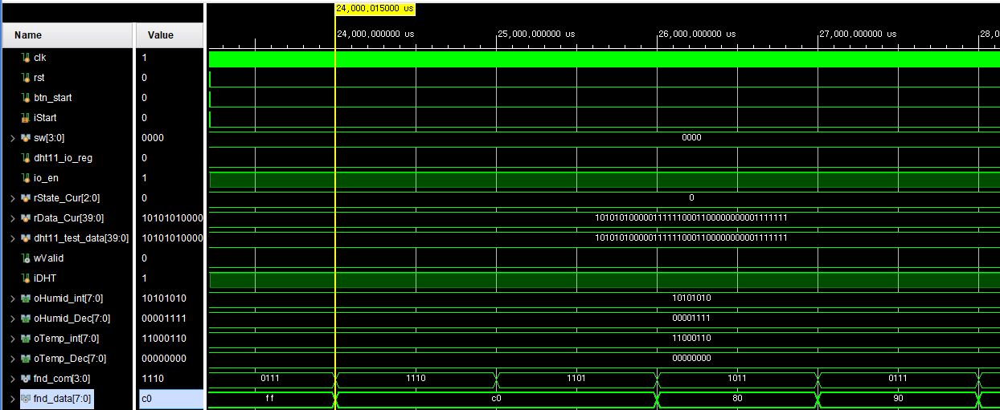 24,000,015000 us
Name Value 24,000,000000 us 25,000,000000 us 26,000,000000 us 27,000,000000 us 28,0
clk 1
rst 0
btn_start 0
iStart 0
sw[3:0] 0000 0000
dht11_io_reg 0
io_en 1
rState_Cur[2:0] 0 0
rData_Cur[39:0] 10101010000 1010101000001111110001100000000001111111
dht11_test_data[39:0] 10101010000 1010101000001111110001100000000001111111
wValid 0
iDHT 1
oHumid_int[7:0] 10101010 10101010
oHumid_Dec[7:0] 00001111 00001111
oTemp_int[7:0] 11000110 11000110
oTemp_Dec[7:0] 00000000 00000000
fnd_com[3:0] 1110 0111 1110 1101 1011 0111
fnd_data[7:0] c0 ff c0 80 90